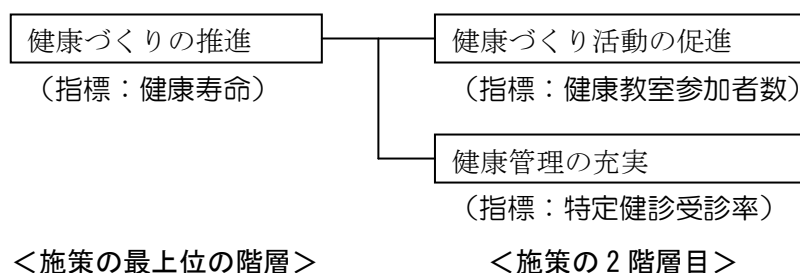 健康づくりの推進
健康づくり活動の促進
（指標：健康寿命）
（指標：健康教室参加者数）
健康管理の充実
（指標：特定健診受診率）
＜施策の最上位の階層＞
＜施策の２階層目＞